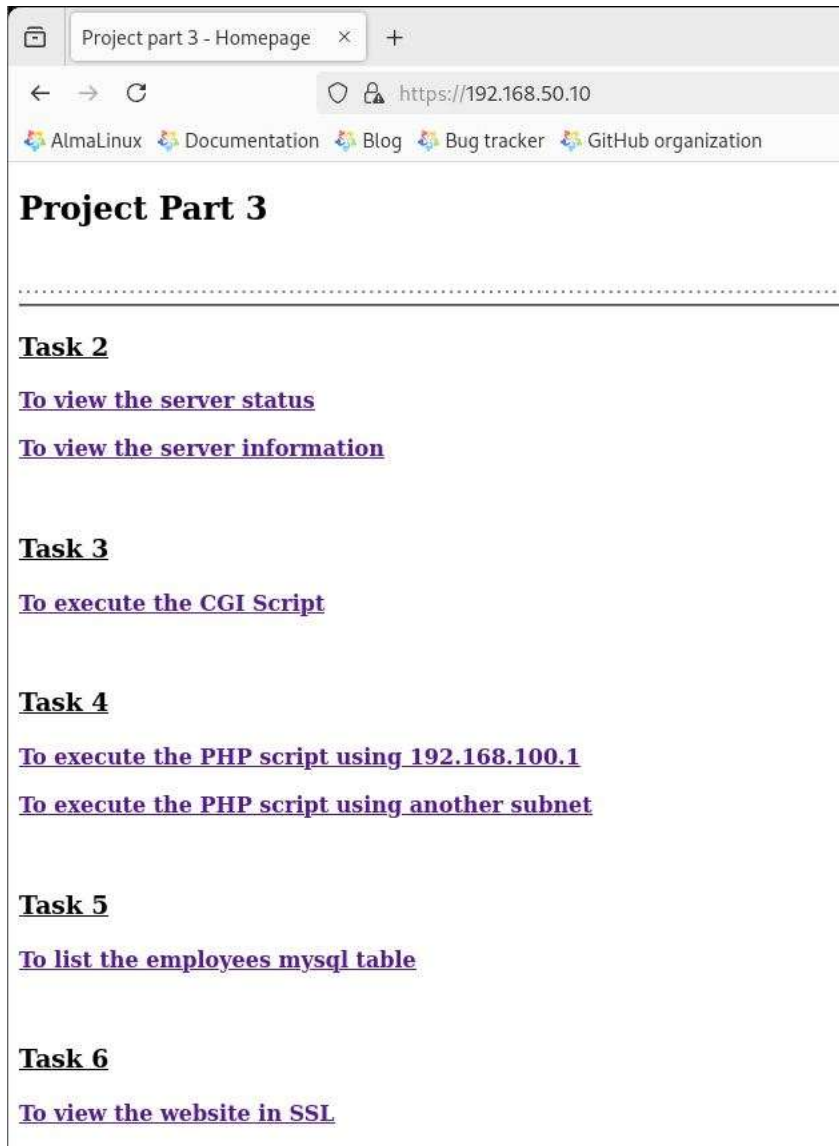 Project part 3 - Homepage
https://192.168.50.10
AlmaLinux Documentation Blog Bug tracker GitHub organization
Project Part 3
Task 2
To view the server status
To view the server information
Task 3
To execute the CGI Script
Task 4
To execute the PHP script using 192.168.100.1
To execute the PHP script using another subnet
Task 5
To list the employees mysql table
Task 6
To view the website in SSL